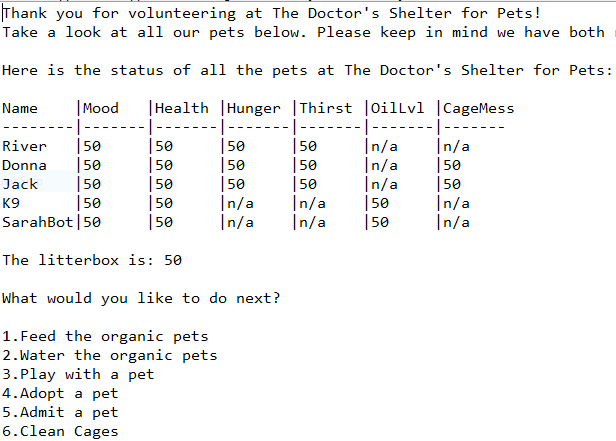 Thank you for volunteering at The Doctor's Shelter for Pets!
Take a look at all our pets below. Please keep in mind we have both
Here is the status of all the pets at The Doctor's Shelter for Pets:
Name |Mood |Health |Hunger |Thirst |OilLvl |CageMess
--------|-------|-------|-------|-------|-------|-------
River |50 |50 |50 |50 |n/a |n/a
Donna |50 |50 |50 |50 |n/a |50
Jack |50 |50 |50 |50 |n/a |50
K9 |50 |50 |n/a |n/a |50 |n/a
SarahBot|50 |50 |n/a |n/a |50 |n/a
The litterbox is: 50
What would you like to do next?
1.Feed the organic pets
2.Water the organic pets
3.Play with a pet
4.Adopt a pet
5.Admit a pet
6.Clean Cages